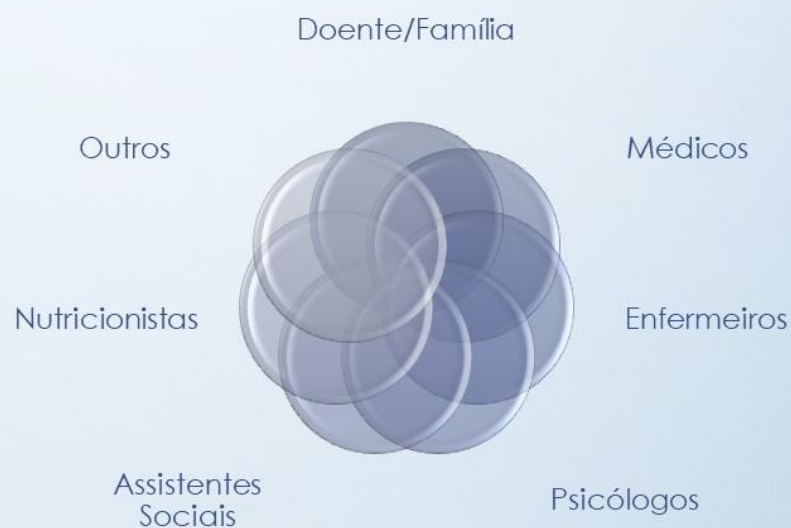 Doente/Família
Outros
Médicos
Nutricionistas
Enfermeiros
Assistentes
Sociais
Psicólogos